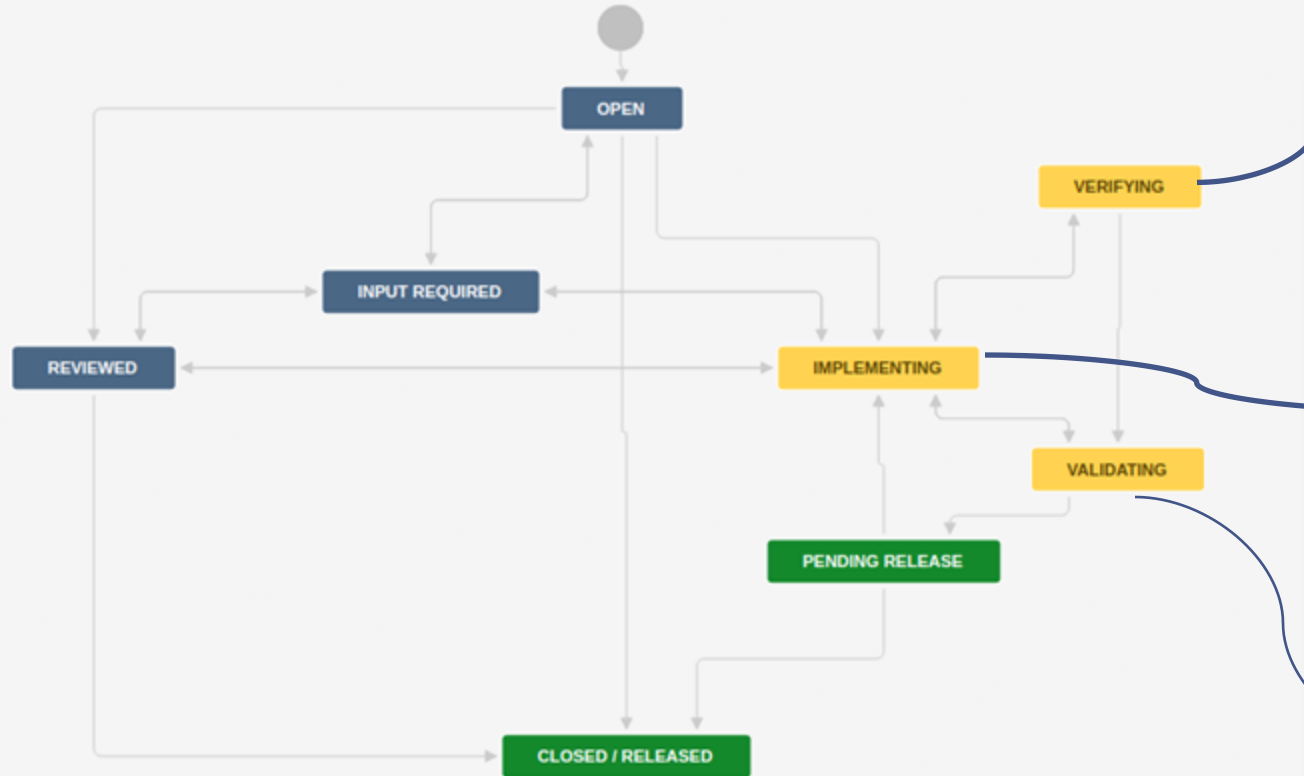 OPEN
VERIFYING
INPUT REQUIRED
REVIEWED
IMPLEMENTING
VALIDATING
PENDING RELEASE
CLOSED / RELEASED